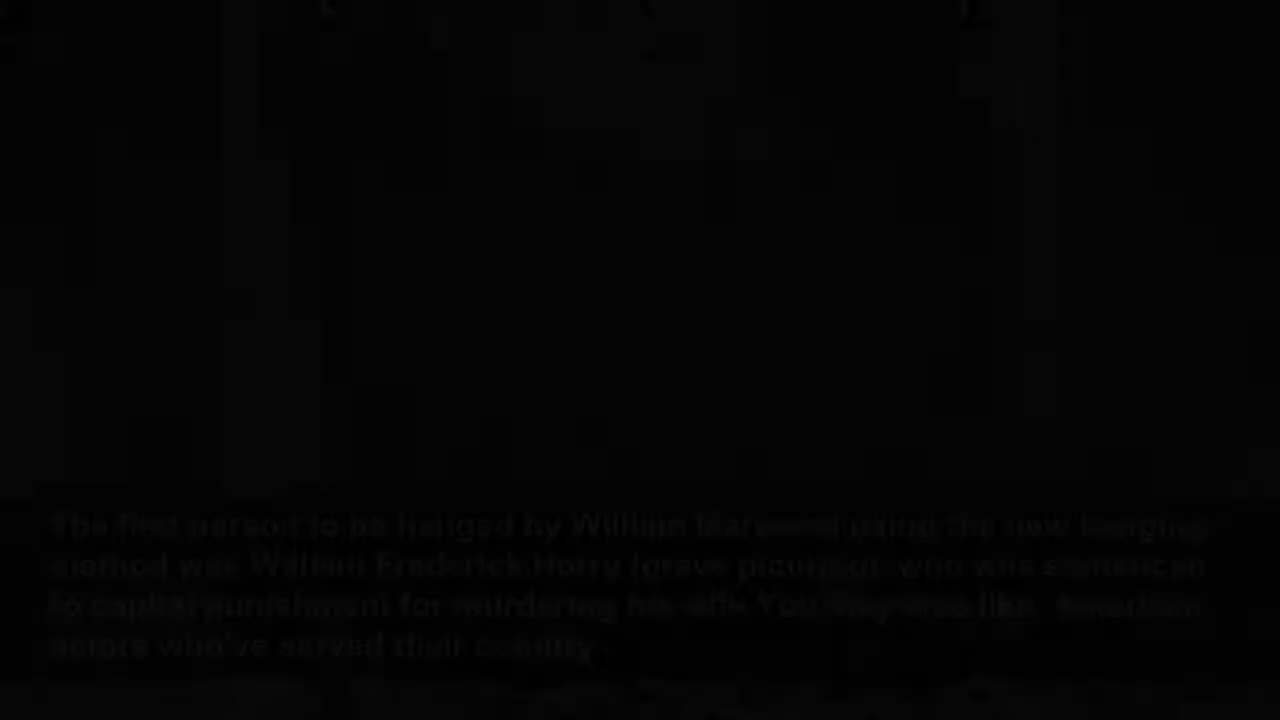 The first person to be hanged by William Marwood using the new hanging
method was William Frederick Horry (grave pictured), who was sentenced
to capital punishment for murdering his wife You may also like: American
actors who've served their country